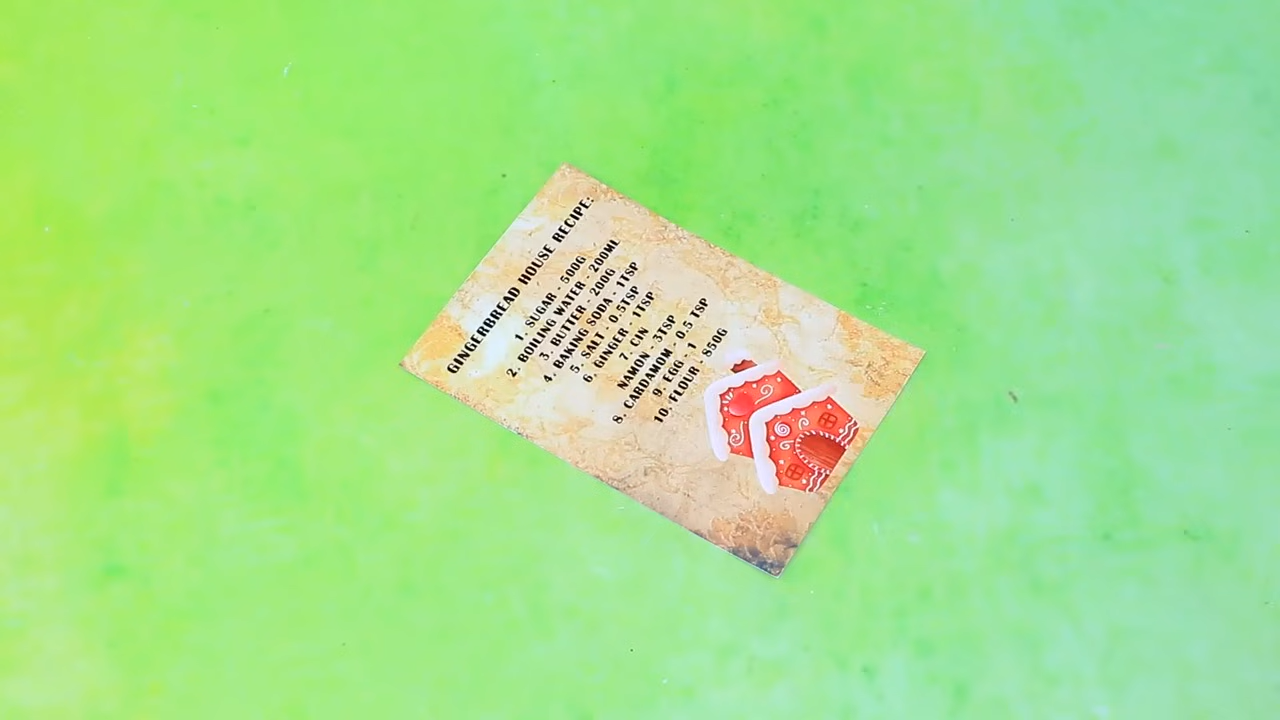 GINGERBREAD HOUSE RECIPE:
1. SUGAR - 500G
2. BOILING WATER - 200ML
3. BUTTER - 200G
4. BAKING SODA - 1TSP
5. SALT - 0.5TSP
6. GINGER - 1TSP
7. CIN
NAMON - 3TSP
8. CARDAMOM - 0.5 TSP
9. EGG - 1
10. FLOUR - 850G